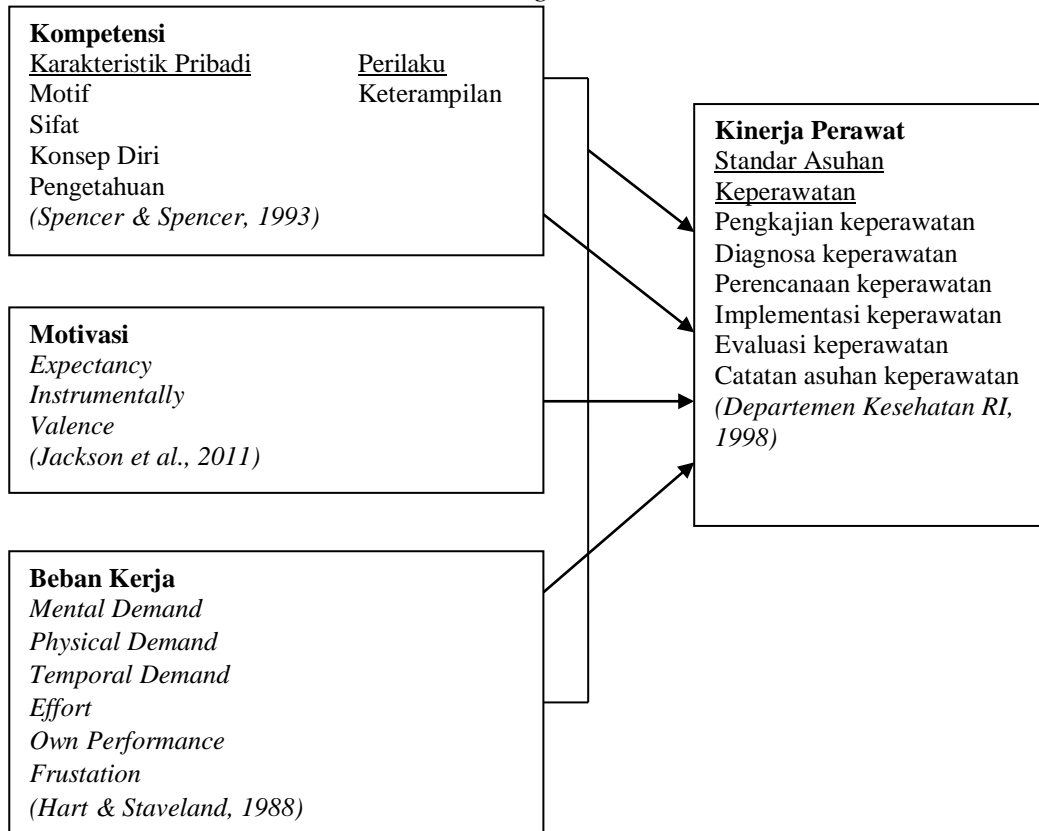 Kompetensi
Karakteristik Pribadi Perilaku
Motif Keterampilan
Sifat
Konsep Diri
Pengetahuan
(Spencer & Spencer, 1993)
Motivasi
Expectancy
Instrumentally
Valence
(Jackson et al., 2011)
Beban Kerja
Mental Demand
Physical Demand
Temporal Demand
Effort
Own Performance
Frustation
(Hart & Staveland, 1988)
Kinerja Perawat
Standar Asuhan
Keperawatan
Pengkajian keperawatan
Diagnosa keperawatan
Perencanaan keperawatan
Implementasi keperawatan
Evaluasi keperawatan
Catatan asuhan keperawatan
(Departemen Kesehatan RI,
1998)